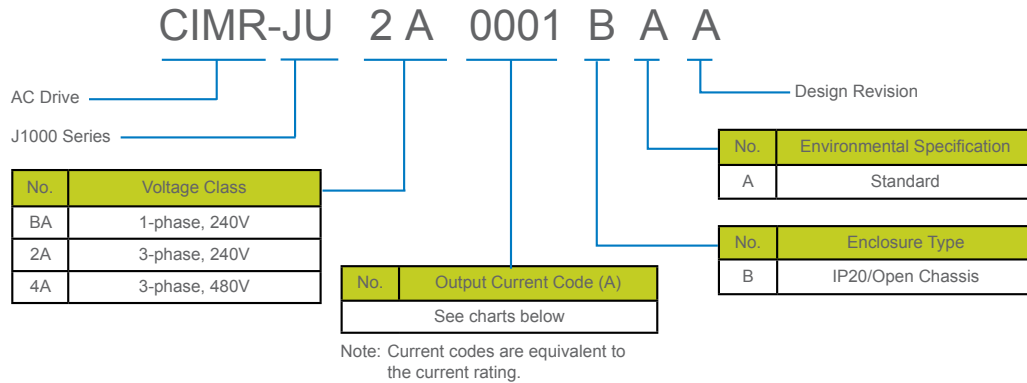 CIMR-JU 2 A 0001 B A A
AC Drive
Design Revision
J1000 Series
No. Environmental Specification
A Standard
No. Voltage Class
BA 1-phase, 240V
2A 3-phase, 240V
4A 3-phase, 480V
No. Enclosure Type
B IP20/Open Chassis
No. Output Current Code (A)
See charts below
Note: Current codes are equivalent to
the current rating.